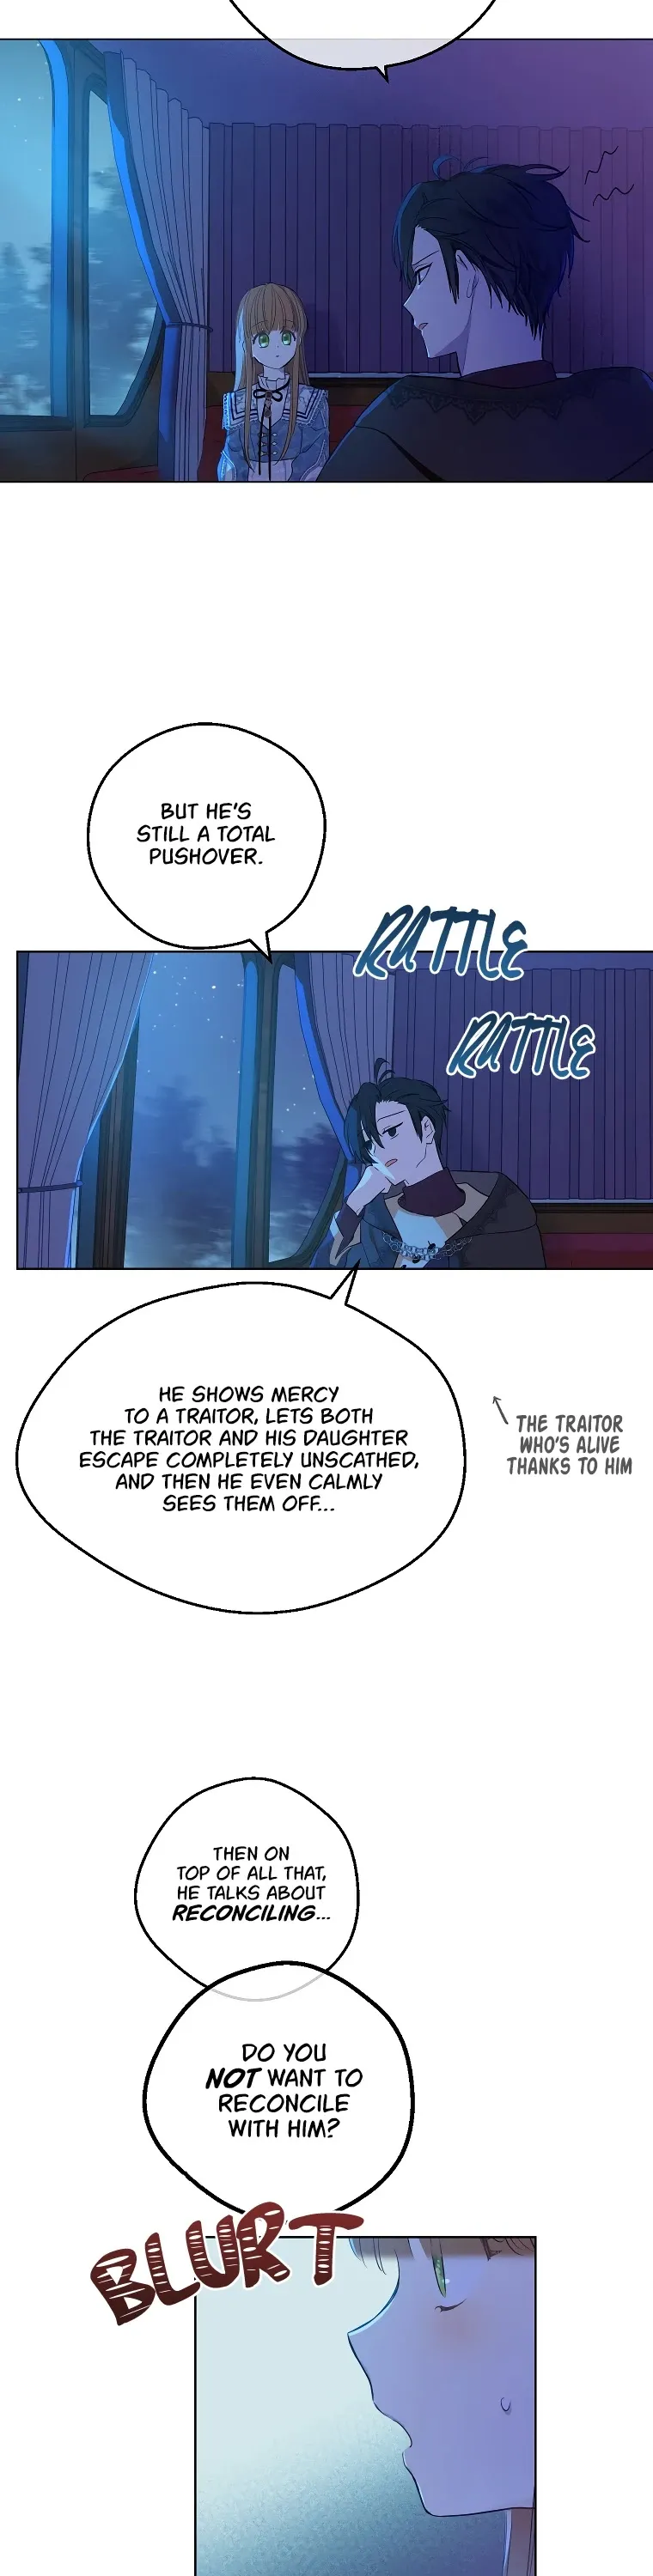 BUT HE'S
STILL A TOTAL
PUSHOVER.
RATTLE
RATTLE
HE SHOWS MERCY
TO A TRAITOR, LETS BOTH
THE TRAITOR AND HIS DAUGHTER
ESCAPE COMPLETELY UNSCATHED,
AND THEN HE EVEN CALMLY
SEES THEM OFF...
THE TRAITOR
WHO'S ALIVE
THANKS TO HIM
THEN ON
TOP OF ALL THAT,
HE TALKS ABOUT
RECONCILING...
DO YOU
NOT WANT TO
RECONCILE
WITH HIM?
BLURT